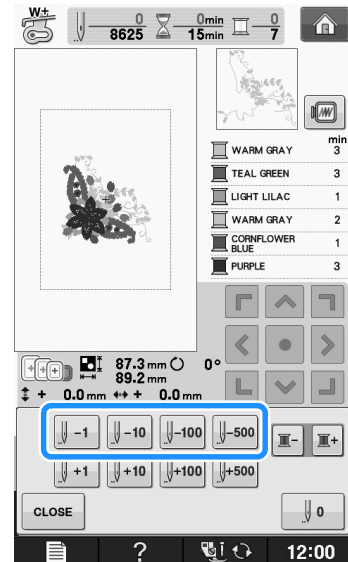 W±
0
8625
0min
15min
0
7
min
WARM GRAY 3
TEAL GREEN 3
LIGHT LILAC 1
WARM GRAY 2
CORNFLOWER
BLUE 1
PURPLE 3
87.3 mm 0°
89.2 mm
+ 0.0 mm + 0.0 mm
-1 -10 -100 -500
- +
+1 +10 +100 +500
CLOSE 0
? 12:00